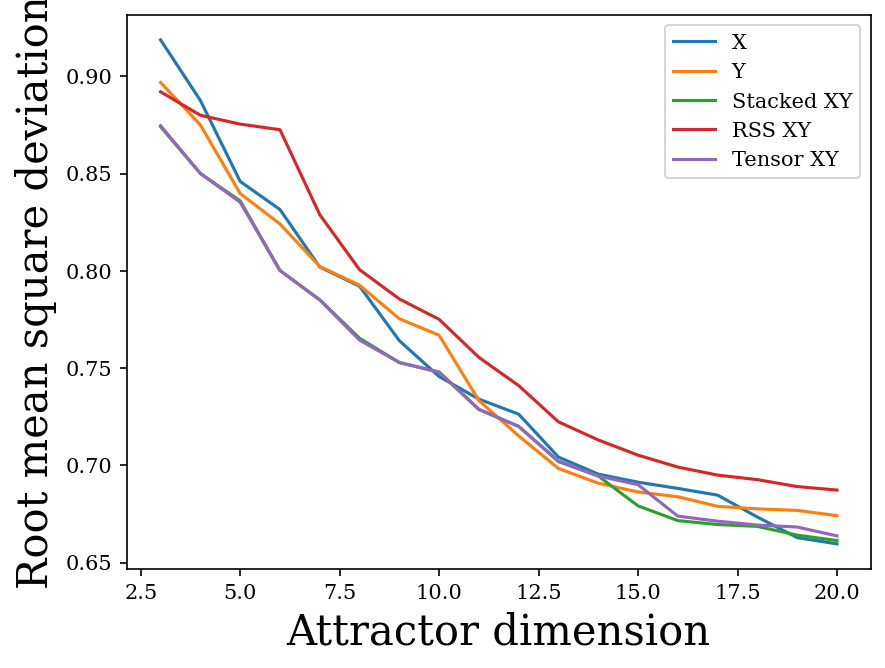 Root mean square deviation
0.90
0.85
0.80
0.75
0.70
0.65
2.5 5.0 7.5 10.0 12.5 15.0 17.5 20.0
Attractor dimension
X
Y
Stacked XY
RSS XY
Tensor XY